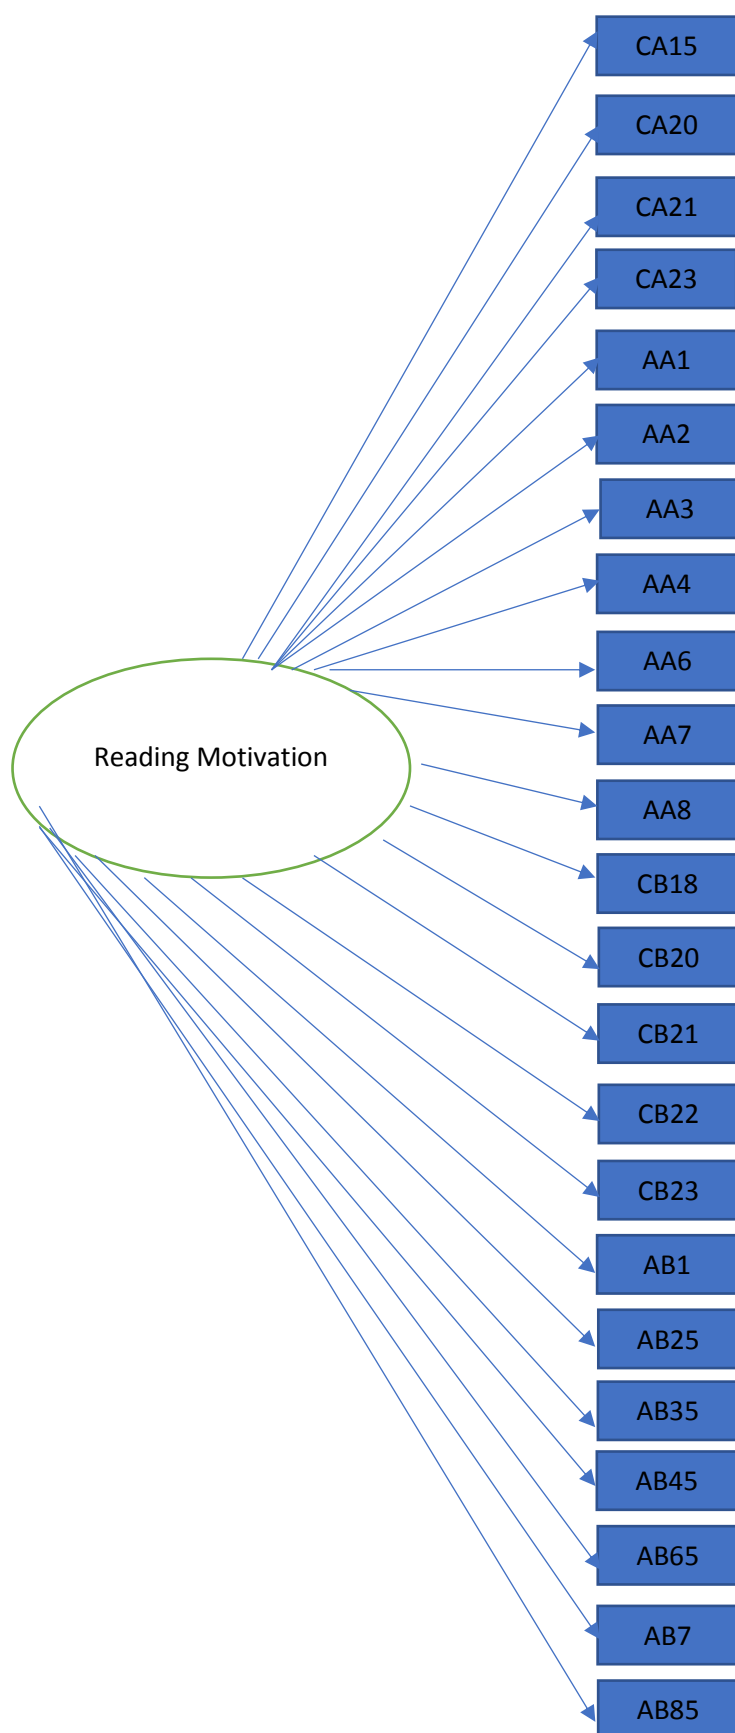 CA15
CA20
CA21
CA23
AA1
AA2
AA3
AA4
AA6
AA7
Reading Motivation
AA8
CB18
CB20
CB21
CB22
CB23
AB1
AB25
AB35
AB45
AB65
AB7
AB85